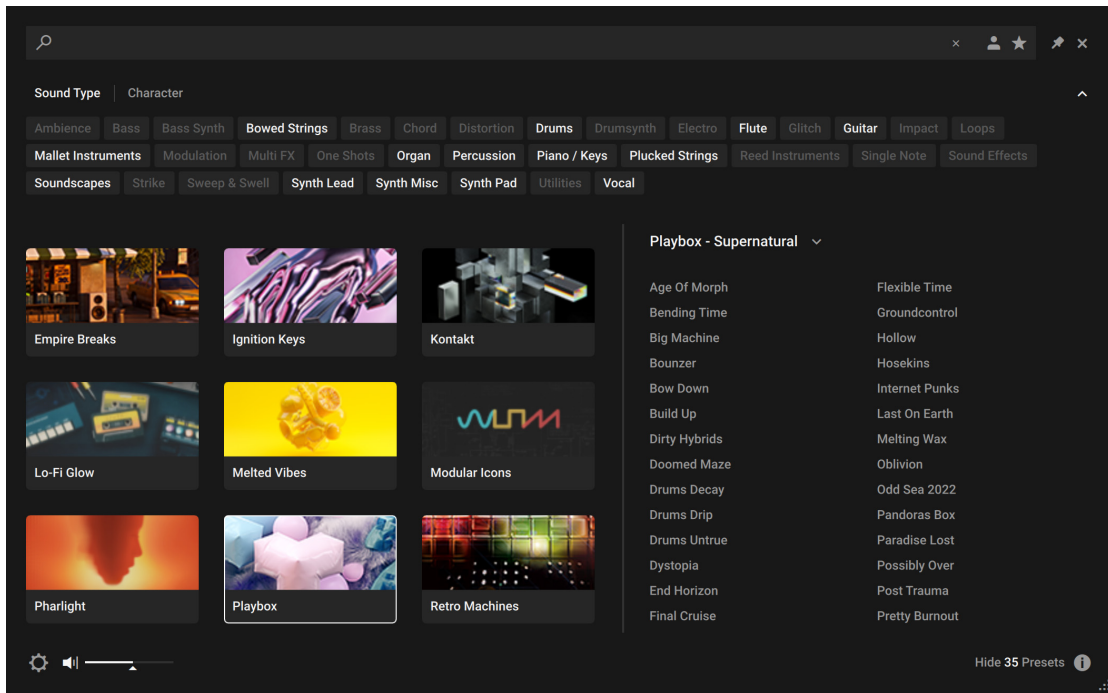 Sound Type Character
Ambience Bass Bass Synth Bowed Strings Brass Chord Distortion Drums Drumsynth Electro Flute Glitch Guitar Impact Loops
Mallet Instruments Modulation Multi FX One Shots Organ Percussion Piano / Keys Plucked Strings Reed Instruments Single Note Sound Effects
Soundscapes Strike Sweep & Swell Synth Lead Synth Misc Synth Pad Utilities Vocal
Empire Breaks Ignition Keys Kontakt
Lo-Fi Glow Melted Vibes Modular Icons
Pharlight Playbox Retro Machines
Playbox - Supernatural
Age Of Morph Flexible Time
Bending Time Groundcontrol
Big Machine Hollow
Bounzer Hosekins
Bow Down Internet Punks
Build Up Last On Earth
Dirty Hybrids Melting Wax
Doomed Maze Oblivion
Drums Decay Odd Sea 2022
Drums Drip Pandoras Box
Drums Untrue Paradise Lost
Dystopia Possibly Over
End Horizon Post Trauma
Final Cruise Pretty Burnout
Hide 35 Presets